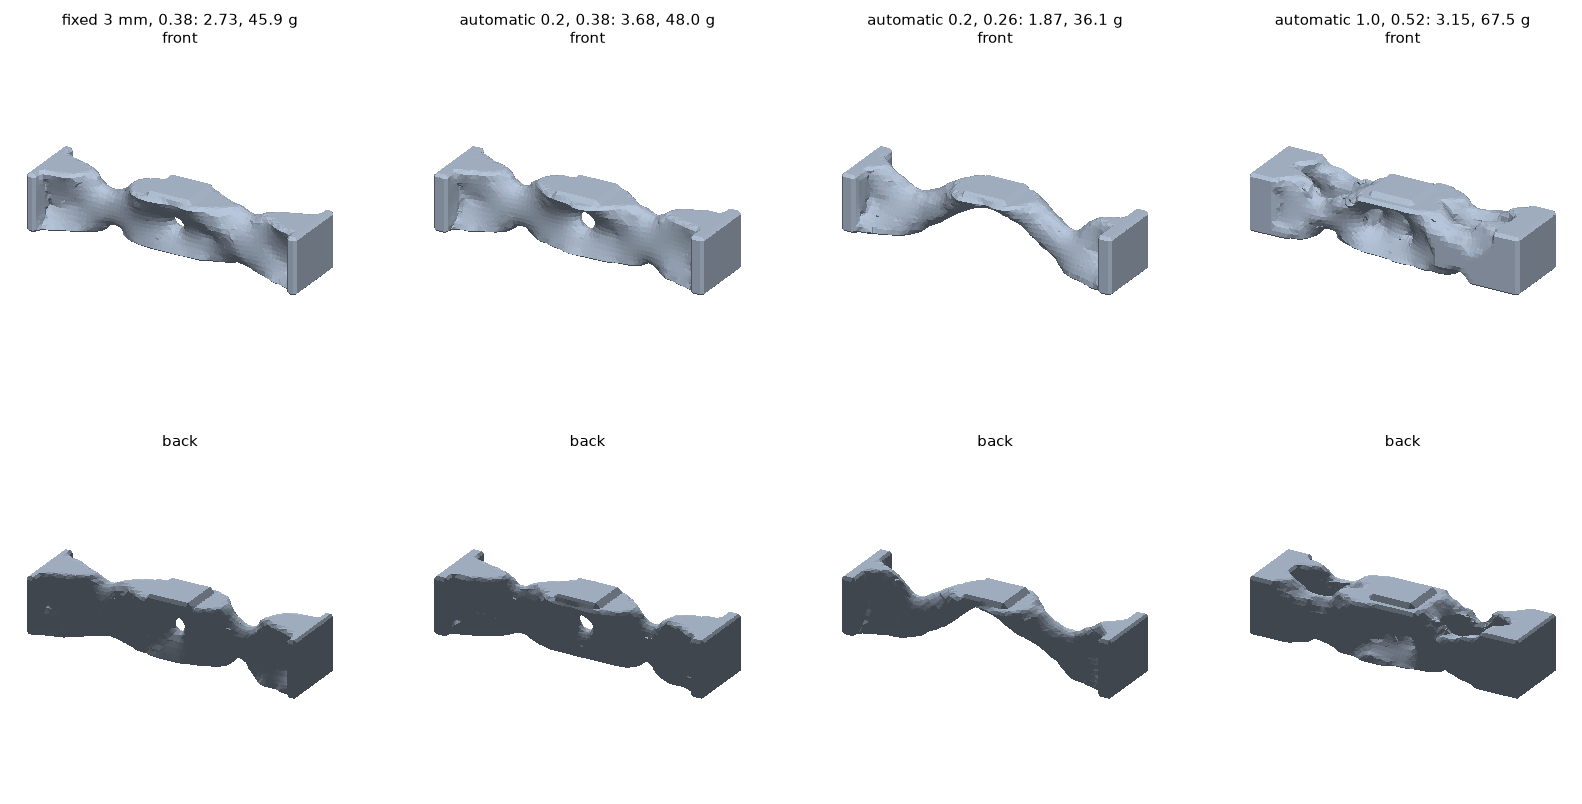 fixed 3 mm, 0.38: 2.73, 45.9 g
front
automatic 0.2, 0.38: 3.68, 48.0 g
front
automatic 0.2, 0.26: 1.87, 36.1 g
front
automatic 1.0, 0.52: 3.15, 67.5 g
front
back
back
back
back